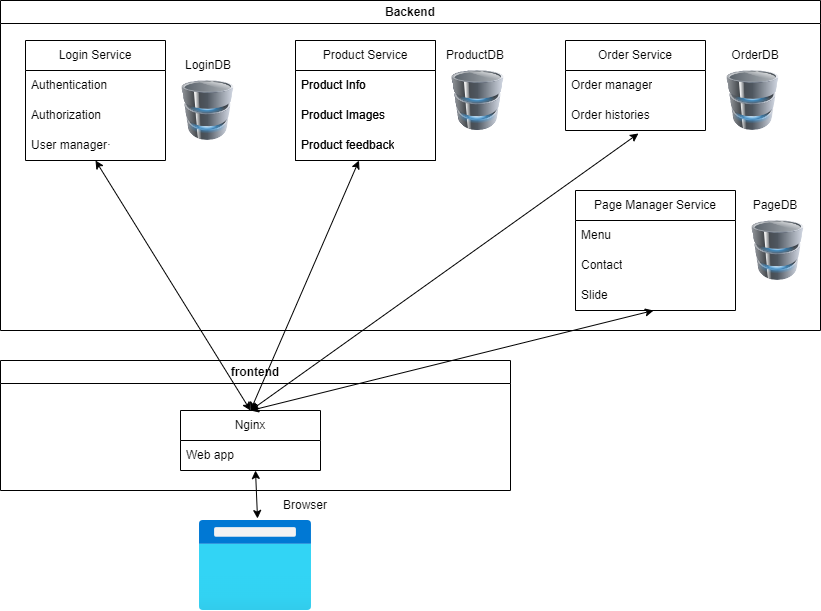 Backend
Login Service
Authentication
Authorization
User manager
LoginDB
Product Service
Product Info
Product Images
Product feedback
ProductDB
Order Service
Order manager
Order histories
OrderDB
Page Manager Service
Menu
Contact
Slide
PageDB
frontend
Nginx
Web app
Browser